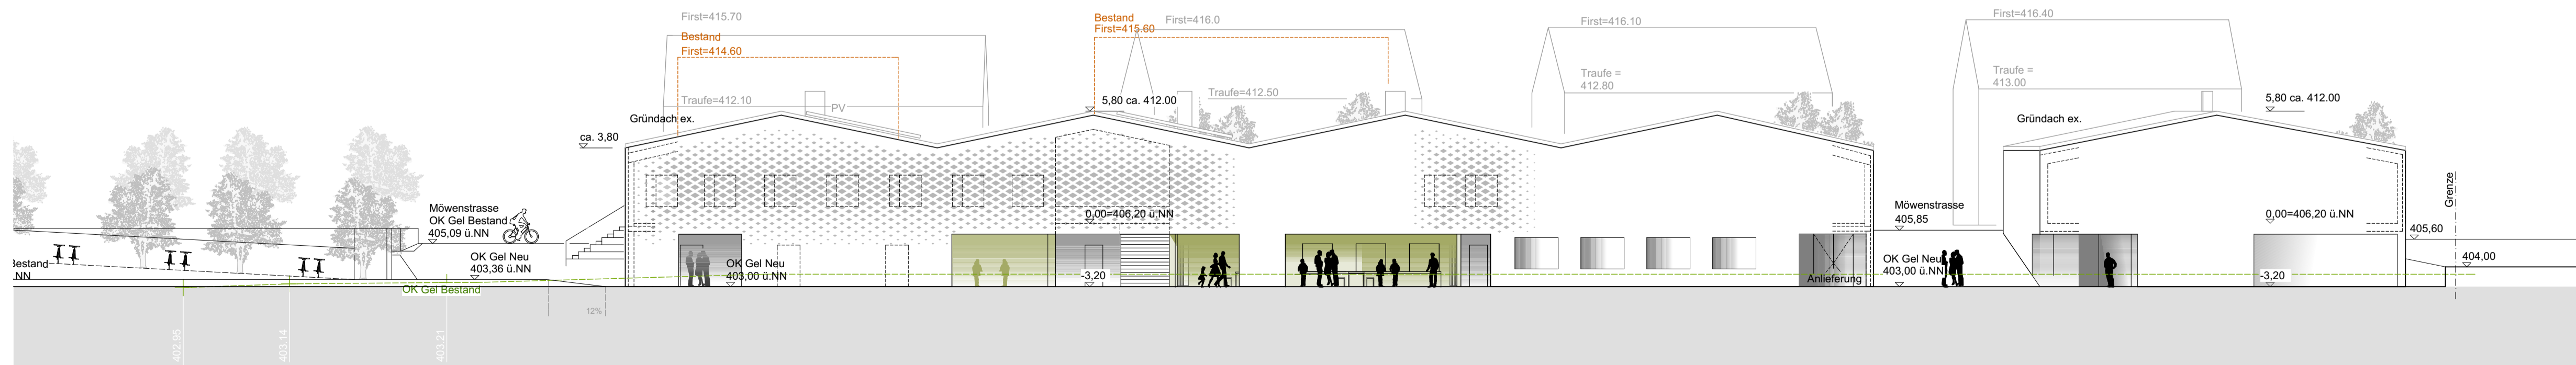 First=415.70
Bestand
First=414.60
Traufe=412.10
PV
Gründach ex.
ca. 3,80
Bestand
First=415.60
First=416.0
5,80 ca. 412.00
Traufe=412.50
First=416.10
Traufe =
412.80
First=416.40
Traufe =
413.00
Gründach ex.
5,80 ca. 412.00
Grenze
Möwenstrasse
OK Gel Bestand
405,09 ü.NN
OK Gel Neu
403,36 ü.NN
Bestand
.NN
OK Gel Bestand
402.95
403.14
403.21
12%
OK Gel Neu
403,00 ü.NN
0,00=406,20 ü.NN
-3,20
Anlieferung
Möwenstrasse
405,85
OK Gel Neu
403,00 ü.NN
0,00=406,20 ü.NN
-3,20
405,60
404,00